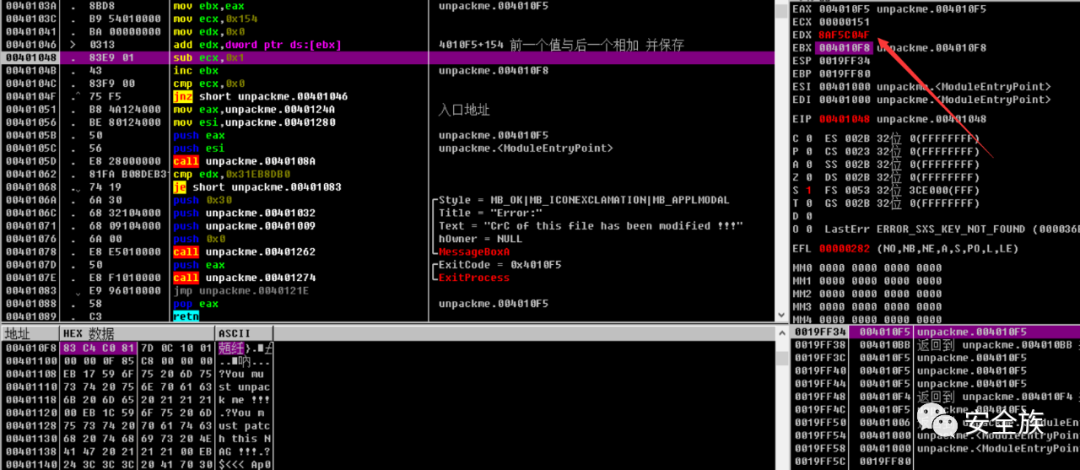 0040103A . 8BD8 mov ebx,eax unpackme.004010F5
0040103C . B9 54010000 mov ecx,0x154
00401041 . BA 00000000 mov edx,0x0
00401046 > 0313 add edx,dword ptr ds:[ebx] 4010F5+154 前一个值与后一个相加 并保存
00401048 . 83E9 01 sub ecx,0x1
0040104B . 43 inc ebx unpackme.004010F8
0040104C . 83F9 00 cmp ecx,0x0
0040104F .^ 75 F5 jnz short unpackme.00401046
00401051 . B8 4A124000 mov eax,unpackme.0040124A 入口地址
00401056 . BE 80124000 mov esi,unpackme.00401280
0040105B . 50 push eax unpackme.004010F5
0040105C . 56 push esi unpackme.<ModuleEntryPoint>
0040105D . E8 28000000 call unpackme.0040108A
00401062 . 81FA B08DEB31 cmp edx,0x31EB8DB0
00401068 . 74 19 je short unpackme.00401083
0040106A . 6A 30 push 0x30 Style = MB_OK|MB_ICONEXCLAMATION|MB_APPLMODAL
0040106C . 68 32104000 push unpackme.00401032 Title = "Error:"
00401071 . 68 09104000 push unpackme.00401009 Text = "CrC of this file has been modified !!!"
00401076 . 6A 00 push 0x0 hOwner = NULL
00401078 . E8 E5010000 call unpackme.00401262 MessageBoxA
0040107D . 50 push eax ExitCode = 0x4010F5
0040107E . E8 F1010000 call unpackme.00401274 ExitProcess
00401083 . E9 96010000 jmp unpackme.0040121E
00401088 . 58 pop eax unpackme.004010F5
00401089 . C3 retn
EAX 004010F5 unpackme.004010F5
ECX 00000151
EDX 8AF5C04F
EBX 004010F8 unpackme.004010F8
ESP 0019FF34
EBP 0019FF80
ESI 00401000 unpackme.<ModuleEntryPoint>
EDI 00401000 unpackme.<ModuleEntryPoint>
EIP 00401048 unpackme.00401048
C 0 ES 002B 32位 0(FFFFFFFF)
P 0 CS 0023 32位 0(FFFFFFFF)
A 0 SS 002B 32位 0(FFFFFFFF)
Z 0 DS 002B 32位 0(FFFFFFFF)
S 1 FS 0053 32位 3CE000(FFF)
T 0 GS 002B 32位 0(FFFFFFFF)
D 0
O 0 LastErr ERROR_SXS_KEY_NOT_FOUND (000036B
EFL 00000282 (NO,NB,NE,A,S,PO,L,LE)
MM0 0000 0000 0000 0000
MM1 0000 0000 0000 0000
MM2 0000 0000 0000 0000
MM3 0000 0000 0000 0000
MM4 0000 0000 0000 0000
地址 HEX 数据 ASCII
004010F8 83 C4 C0 81 7D 0C 10 01
00401100 00 00 0F 85 C8 00 00 00
00401108 EB 17 59 6F 75 20 6D 75 ?You mu
00401110 73 74 20 75 6E 70 61 63 st unpac
00401118 6B 20 6D 65 20 21 21 21 k me !!!
00401120 00 EB 1C 59 6F 75 20 6D .?You m
00401128 75 73 74 20 70 61 74 63 ust patc
00401130 68 20 74 68 69 73 20 4E h this N
00401138 41 47 20 21 21 21 00 EB AG !!!.?
00401140 24 3C 3C 3C 20 41 70 30 $<<< Ap0
0019FF34 004010F5 unpackme.004010F5
0019FF38 004010BB 返回到 unpackme.004010BB
0019FF3C 004010F5 unpackme.004010F5
0019FF40 004010F5 unpackme.004010F5
0019FF44 004010F5 unpackme.004010F5
0019FF48 004010F4 返回到 unpackme.004010F4
0019FF4C 004010F5 unpackme.004010F5
0019FF50 00401006
0019FF54 00401000
0019FF58 00401000
0019FF5C 0019FF80
安全族